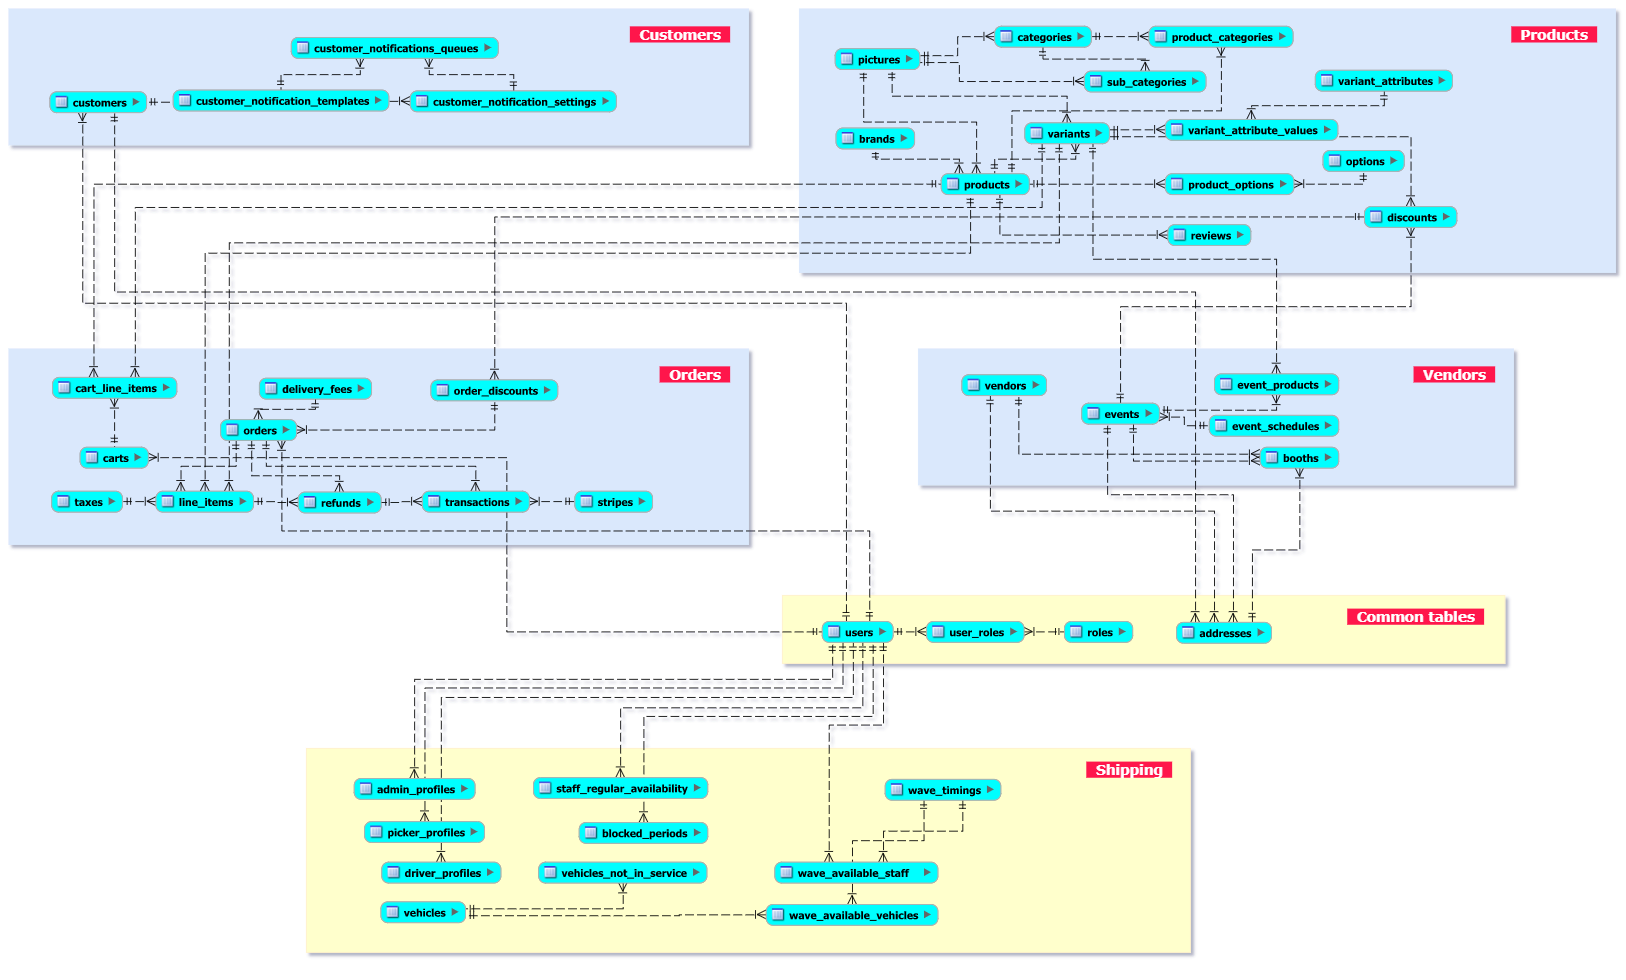 Customers
customer_notifications_queues
customers
customer_notification_templates
customer_notification_settings
Products
categories
product_categories
pictures
sub_categories
variant_attributes
brands
variants
variant_attribute_values
options
products
product_options
discounts
reviews
Orders
cart_line_items
delivery_fees
order_discounts
orders
carts
taxes
line_items
refunds
transactions
stripes
Vendors
vendors
event_products
events
event_schedules
booths
Common tables
users
user_roles
roles
addresses
Shipping
admin_profiles
staff_regular_availability
wave_timings
picker_profiles
blocked_periods
driver_profiles
vehicles_not_in_service
wave_available_staff
vehicles
wave_available_vehicles